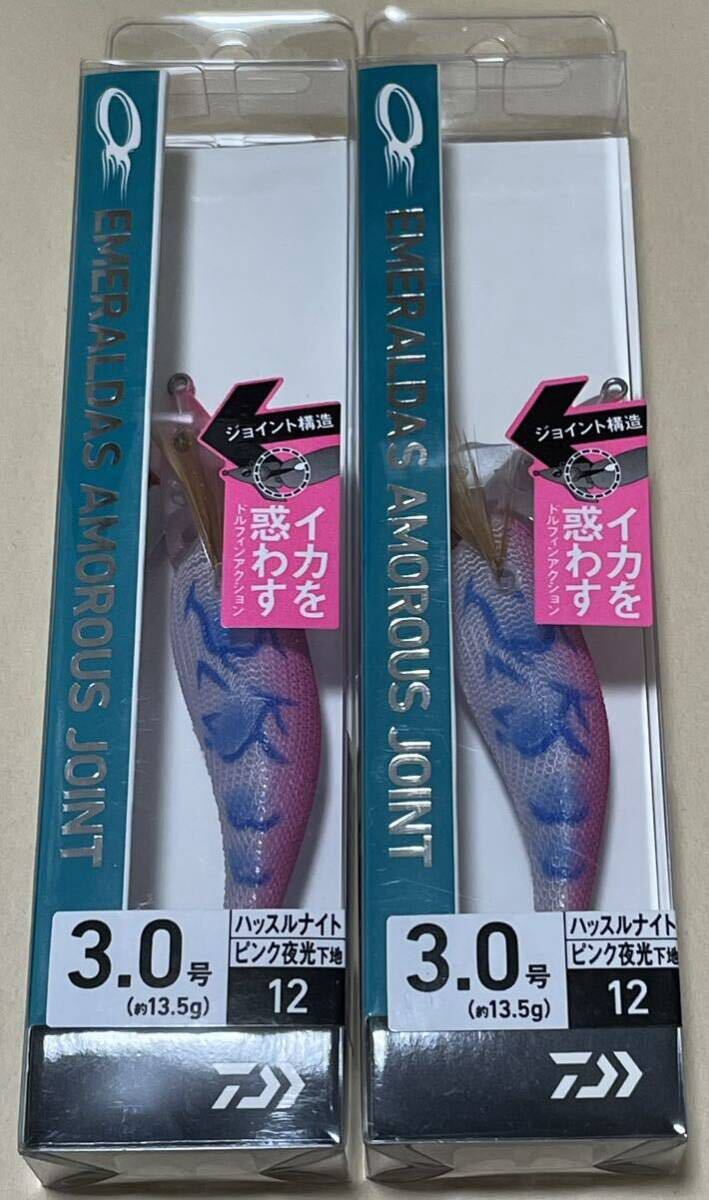 EMERALDAS AMOROUS JOINT
ジョイント構造
イカを
惑わす
ドルフィンアクション
3.0号
(約13.5g)
ハッスルナイト
ピンク夜光下地
12
EMERALDAS AMOROUS JOINT
ジョイント構造
イカを
惑わす
ドルフィンアクション
3.0号
(約13.5g)
ハッスルナイト
ピンク夜光下地
12